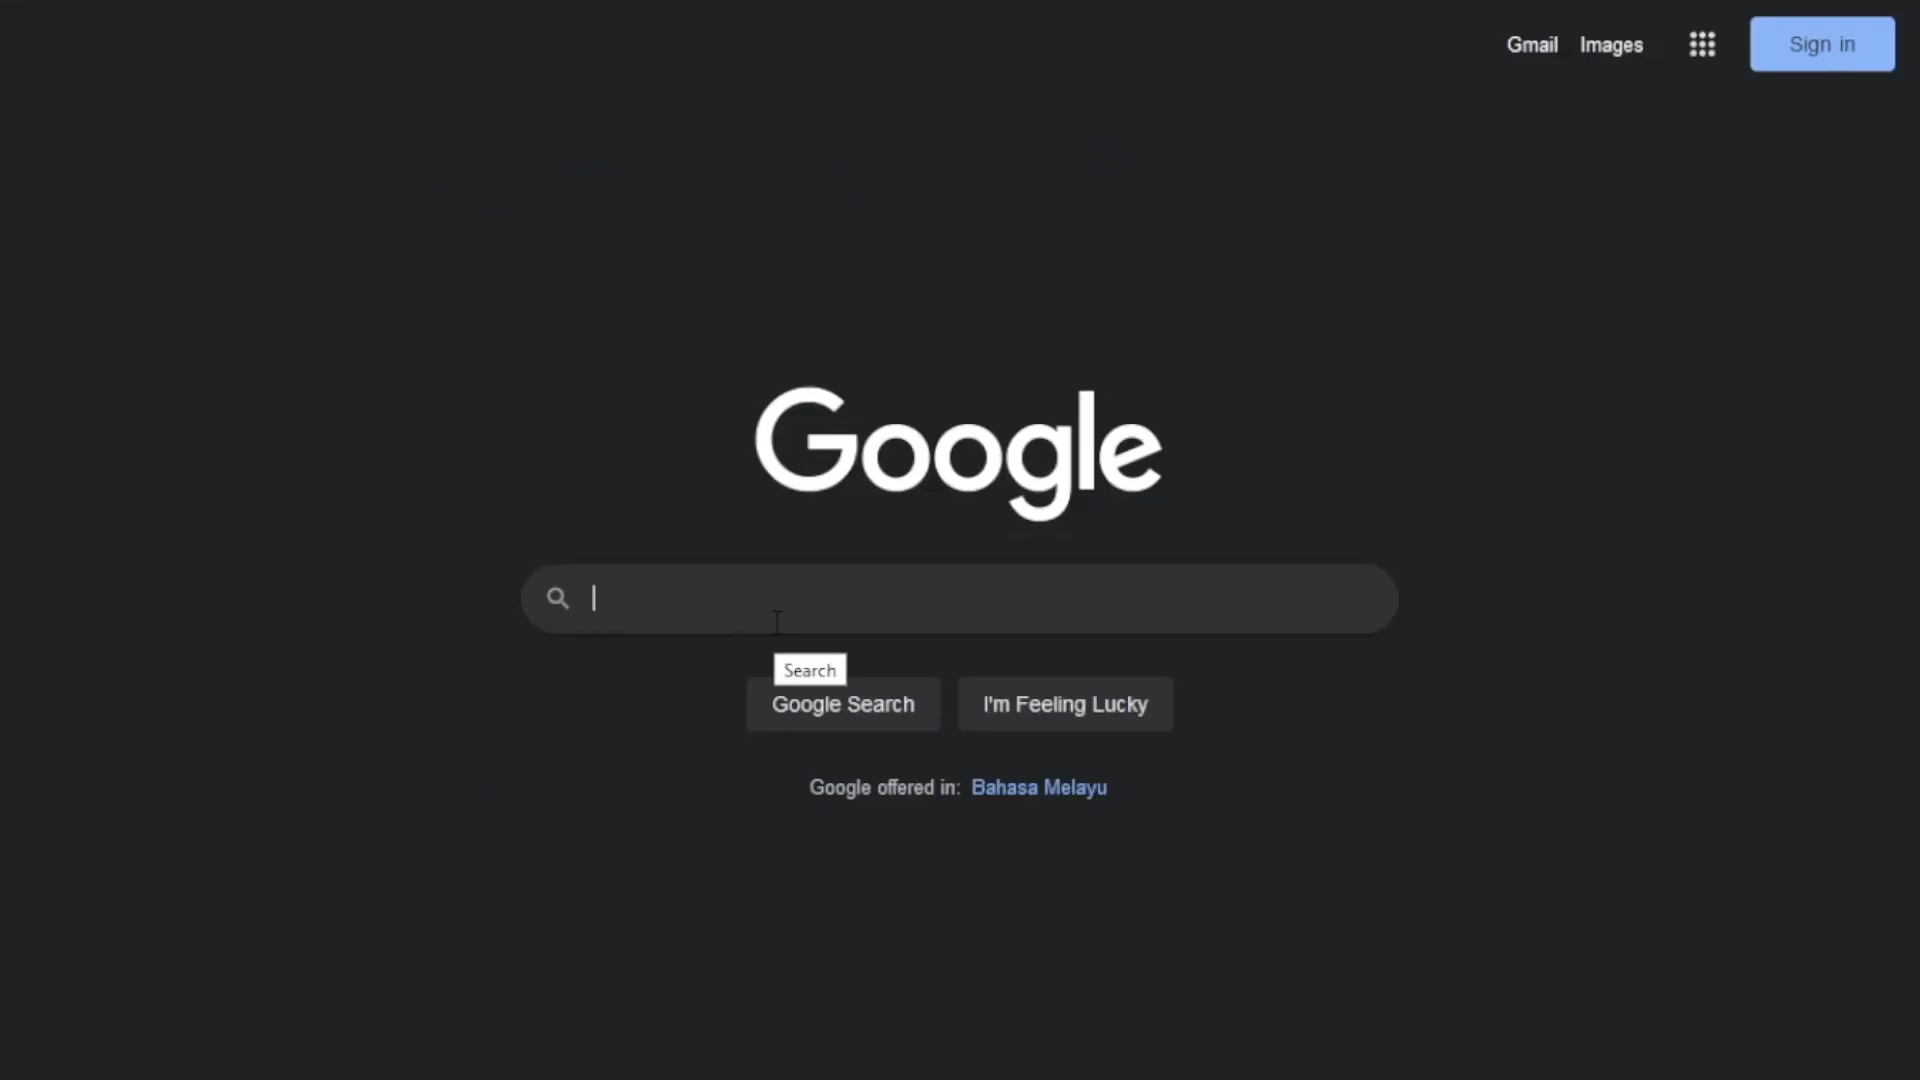 Gmail Images Sign in
Google
Search
Google Search I'm Feeling Lucky
Google offered in: Bahasa Melayu